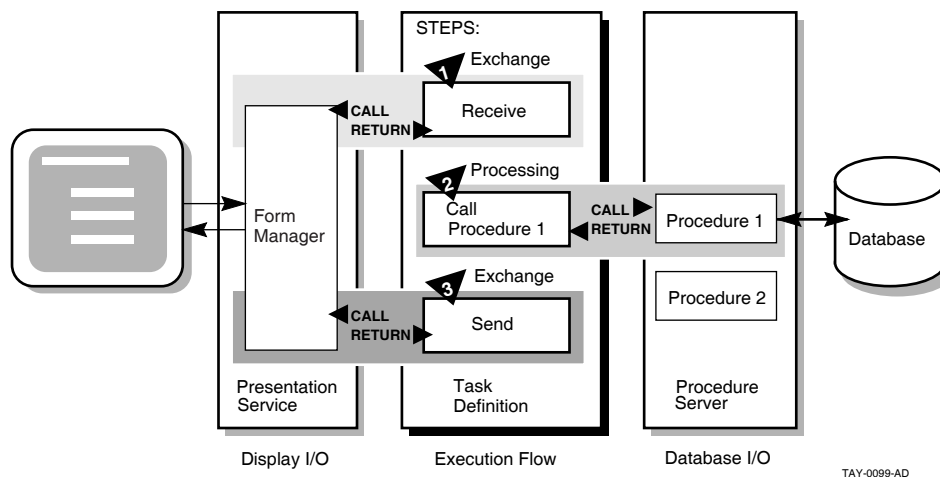 STEPS:
1 Exchange
Receive
CALL
RETURN
2 Processing
Call
Procedure 1
CALL
RETURN
Procedure 1
Form
Manager
Database
3 Exchange
Procedure 2
Send
CALL
RETURN
Presentation
Service
Task
Definition
Procedure
Server
Display I/O
Execution Flow
Database I/O
TAY-0099-AD